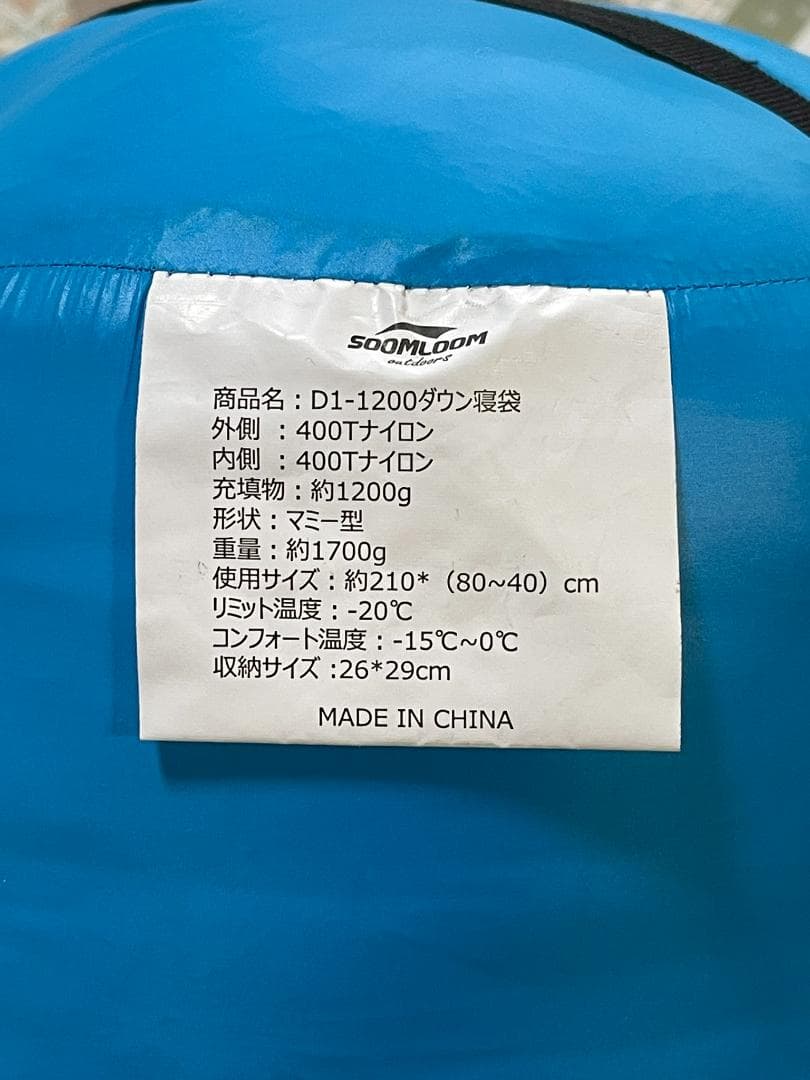 SOOMLOOM
outdoors
商品名：D1-1200ダウン寝袋
外側 ：400Tナイロン
内側 ：400Tナイロン
充填物：約1200g
形状：マミー型
重量：約1700g
使用サイズ：約210*（80~40）cm
リミット温度：-20℃
コンフォート温度：-15℃~0℃
収納サイズ :26*29cm
MADE IN CHINA